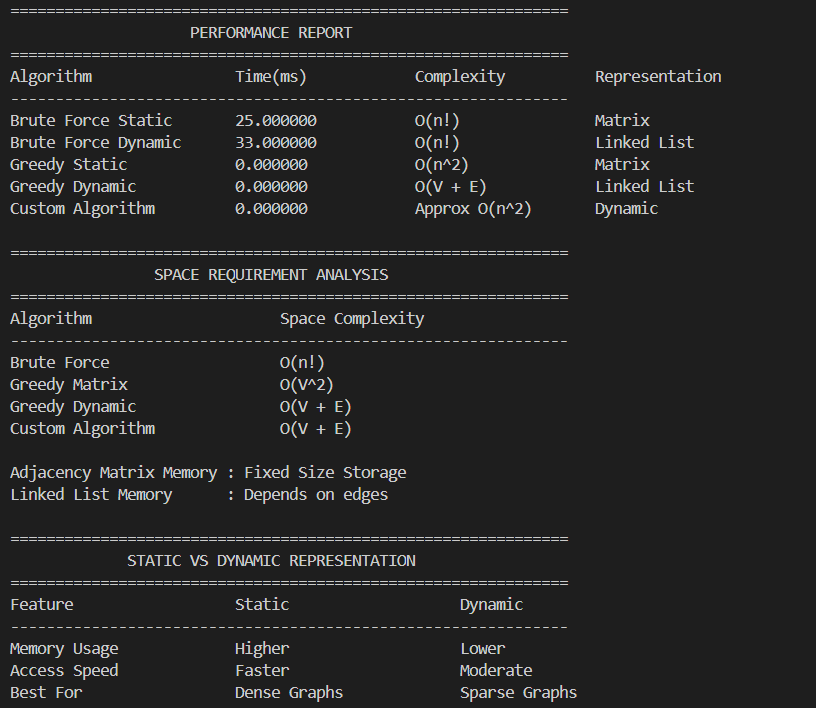 ==============================================================
PERFORMANCE REPORT
==============================================================
Algorithm Time(ms) Complexity Representation
--------------------------------------------------------------
Brute Force Static 25.000000 O(n!) Matrix
Brute Force Dynamic 33.000000 O(n!) Linked List
Greedy Static 0.000000 O(n^2) Matrix
Greedy Dynamic 0.000000 O(V + E) Linked List
Custom Algorithm 0.000000 Approx O(n^2) Dynamic
==============================================================
SPACE REQUIREMENT ANALYSIS
==============================================================
Algorithm Space Complexity
--------------------------------------------------------------
Brute Force O(n!)
Greedy Matrix O(V^2)
Greedy Dynamic O(V + E)
Custom Algorithm O(V + E)
Adjacency Matrix Memory : Fixed Size Storage
Linked List Memory : Depends on edges
==============================================================
STATIC VS DYNAMIC REPRESENTATION
==============================================================
Feature Static Dynamic
--------------------------------------------------------------
Memory Usage Higher Lower
Access Speed Faster Moderate
Best For Dense Graphs Sparse Graphs